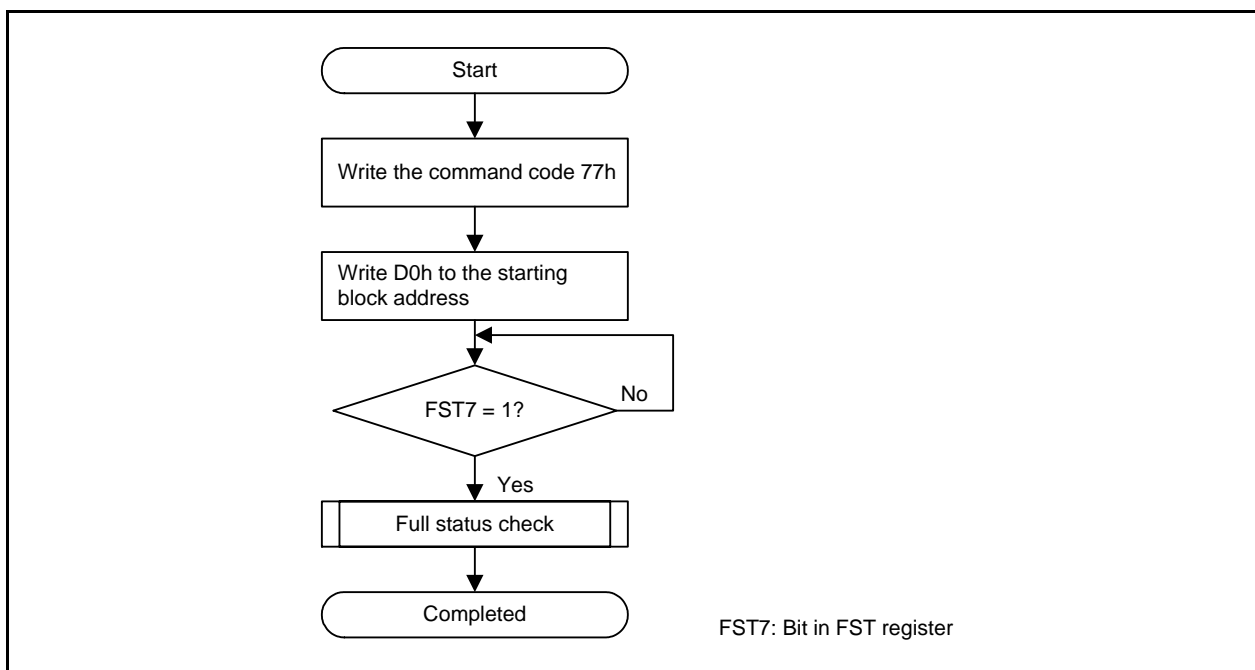 Start
Write the command code 77h
Write D0h to the starting
block address
FST7 = 1?
No
Yes
Full status check
Completed
FST7: Bit in FST register